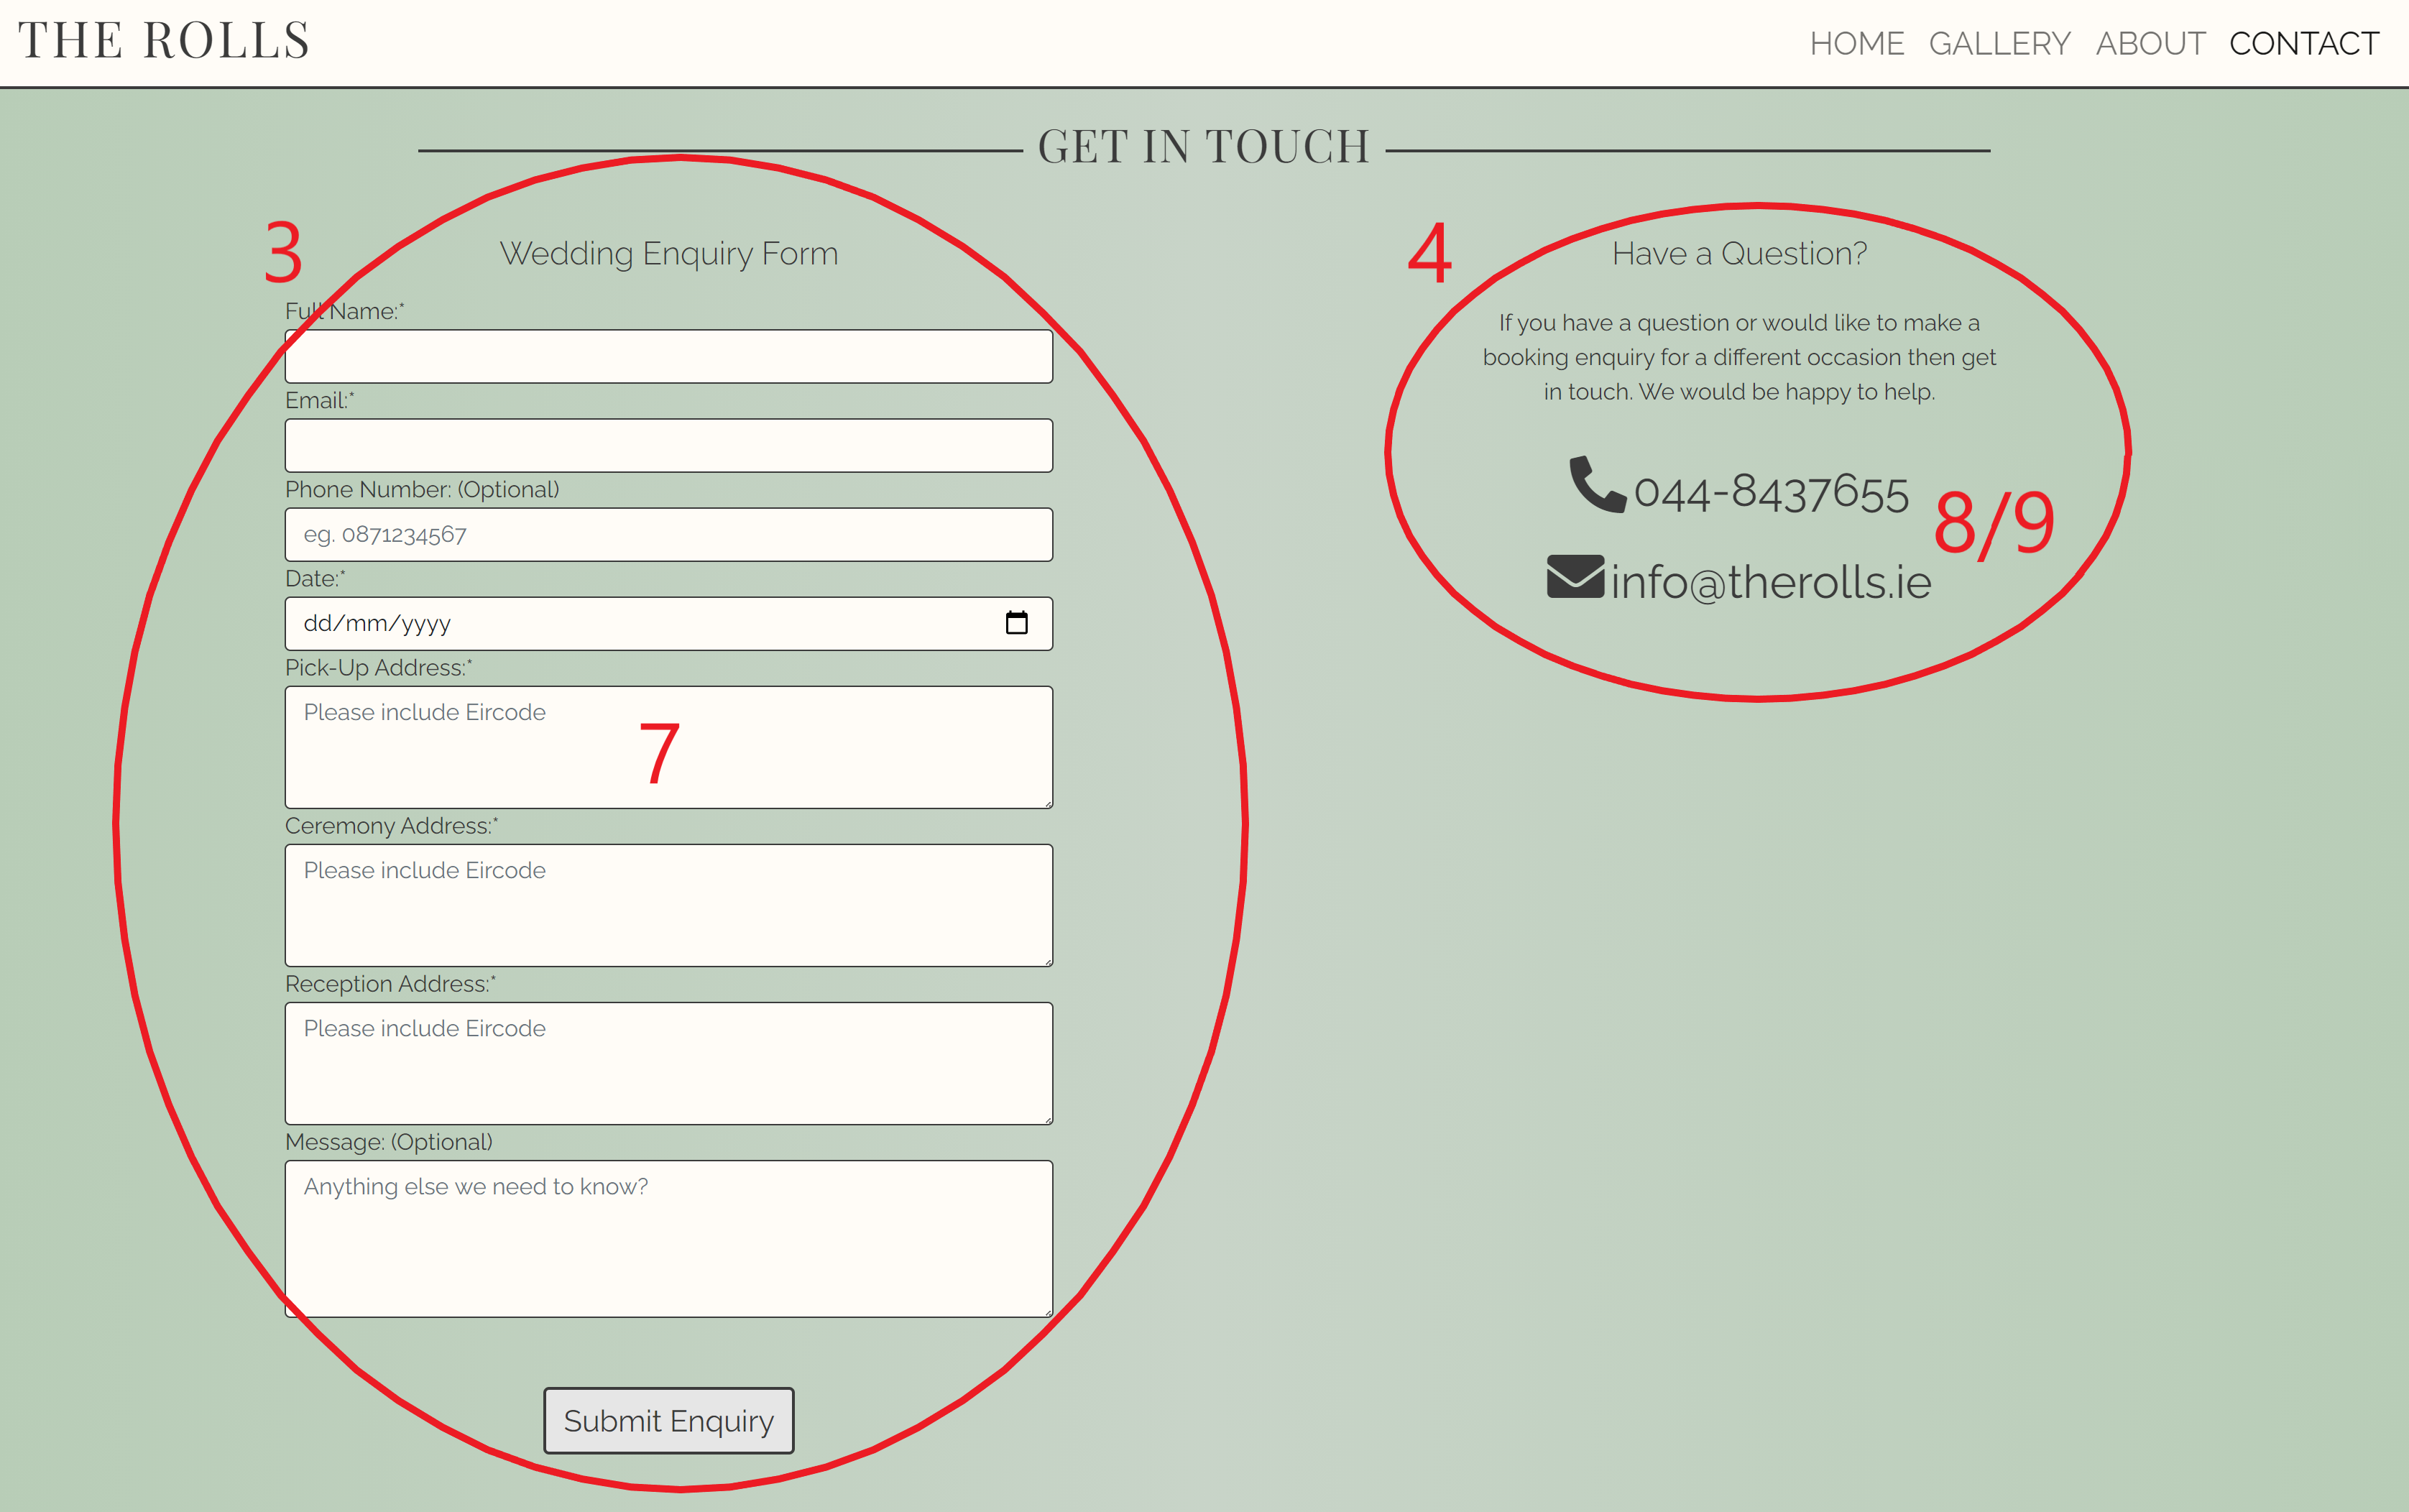 THE ROLLS
HOME GALLERY ABOUT CONTACT
GET IN TOUCH
3
Wedding Enquiry Form
Full Name:*
Email:*
Phone Number: (Optional)
eg. 0871234567
Date:*
dd/mm/yyyy
Pick-Up Address:*
Please include Eircode
7
Ceremony Address:*
Please include Eircode
Reception Address:*
Please include Eircode
Message: (Optional)
Anything else we need to know?
Submit Enquiry
4
Have a Question?
If you have a question or would like to make a
booking enquiry for a different occasion then get
in touch. We would be happy to help.
044-8437655
8/9
info@therolls.ie